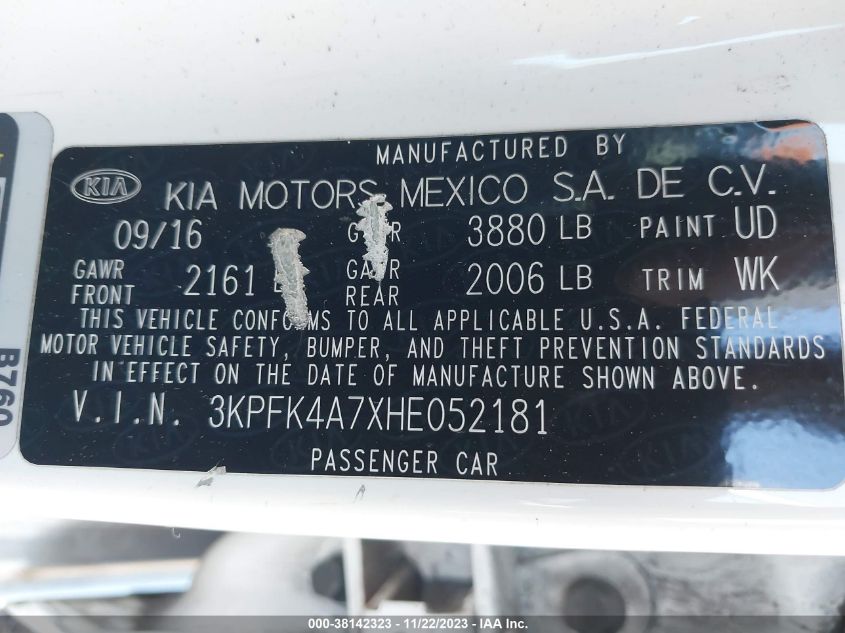 MANUFACTURED BY
KIA KIA MOTORS MEXICO S.A. DE C.V.
09/16 3880 LB PAINT UD
GAWR FRONT 2161 GAWR REAR 2006 LB TRIM WK
THIS VEHICLE CONFORMS TO ALL APPLICABLE U.S.A. FEDERAL
MOTOR VEHICLE SAFETY, BUMPER, AND THEFT PREVENTION STANDARDS
IN EFFECT ON THE DATE OF MANUFACTURE SHOWN ABOVE.
V.I.N. 3KPFK4A7XHE052181
PASSENGER CAR
B760
000-38142323 - 11/22/2023 - IAA Inc.